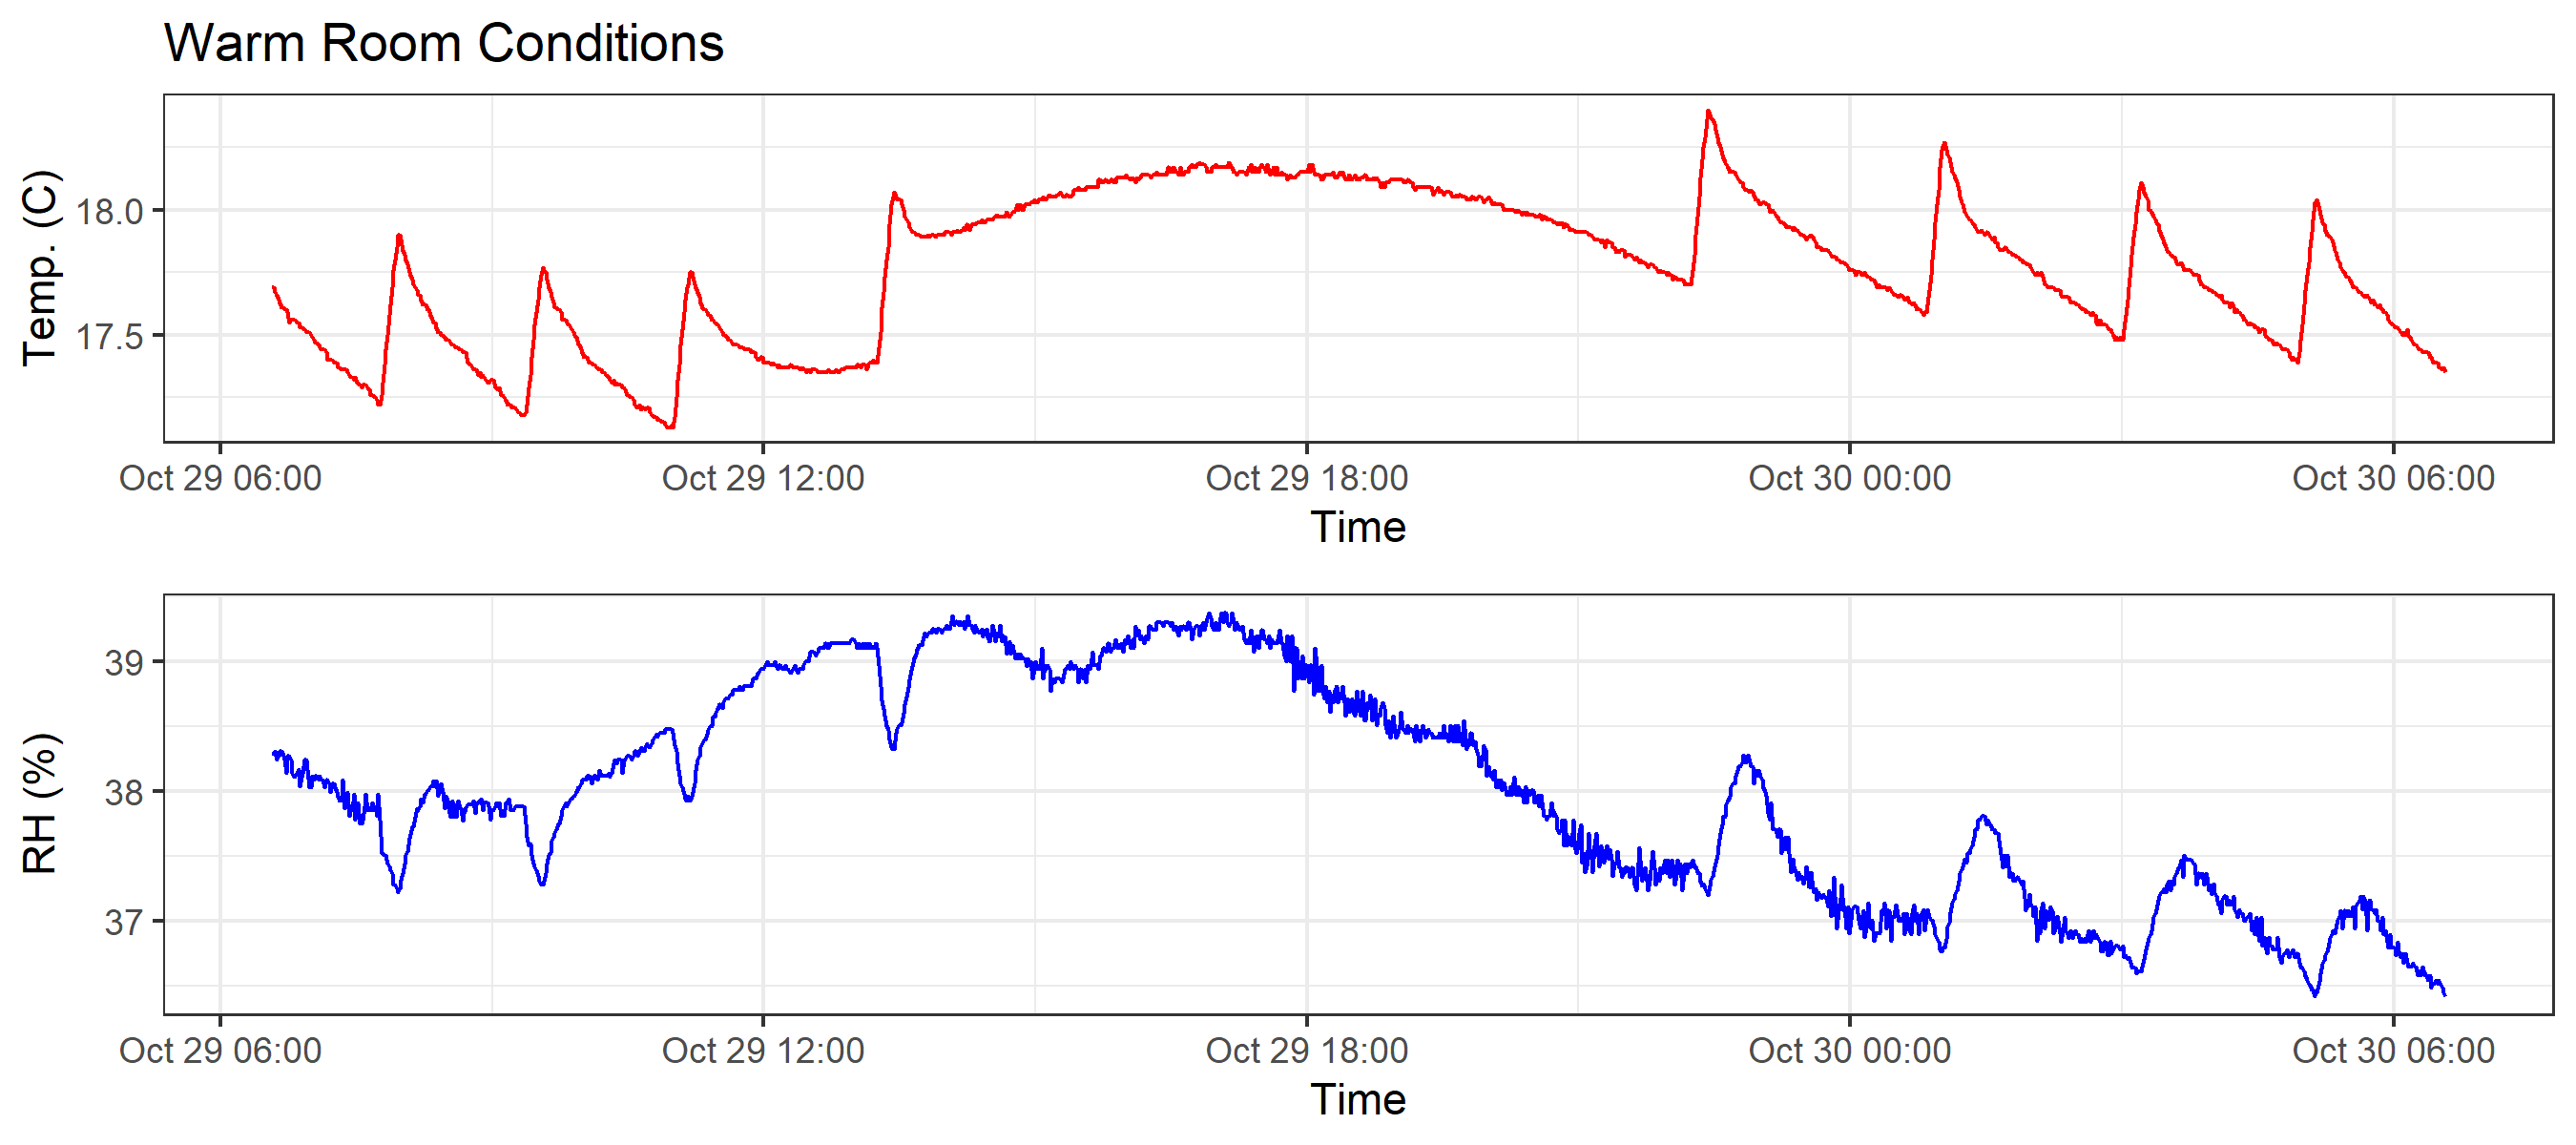 Warm Room Conditions
Temp. (C)
18.0
17.5
Oct 29 06:00 Oct 29 12:00 Oct 29 18:00 Oct 30 00:00 Oct 30 06:00
Time
RH (%)
39
38
37
Oct 29 06:00 Oct 29 12:00 Oct 29 18:00 Oct 30 00:00 Oct 30 06:00
Time